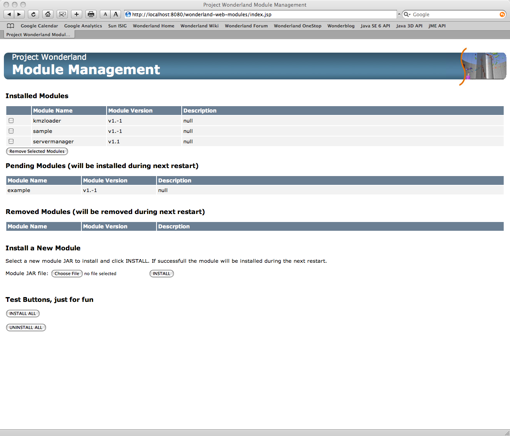 Project Wonderland Module Management
http://localhost:8080/wonderland-web-modules/index.jsp
Google
Google Calendar Google Analytics Sun ISIG Wonderland Home Wonderland Wiki Wonderland Forum Wonderland OneStop Wonderblog Java SE 6 API Java 3D API JME API
Project Wonderland Modul...
Project Wonderland
Module Management
Installed Modules
Module Name Module Version Description
kmzloader v1.-1 null
sample v1.-1 null
servermanager v1.1 null
Remove Selected Modules
Pending Modules (will be installed during next restart)
Module Name Module Version Description
example v1.-1 null
Removed Modules (will be removed during next restart)
Module Name Module Version Descrption
Install a New Module
Select a new module JAR to install and click INSTALL. If successfull the module will be installed during the next restart.
Module JAR file: Choose File no file selected INSTALL
Test Buttons, just for fun
INSTALL ALL
UNINSTALL ALL